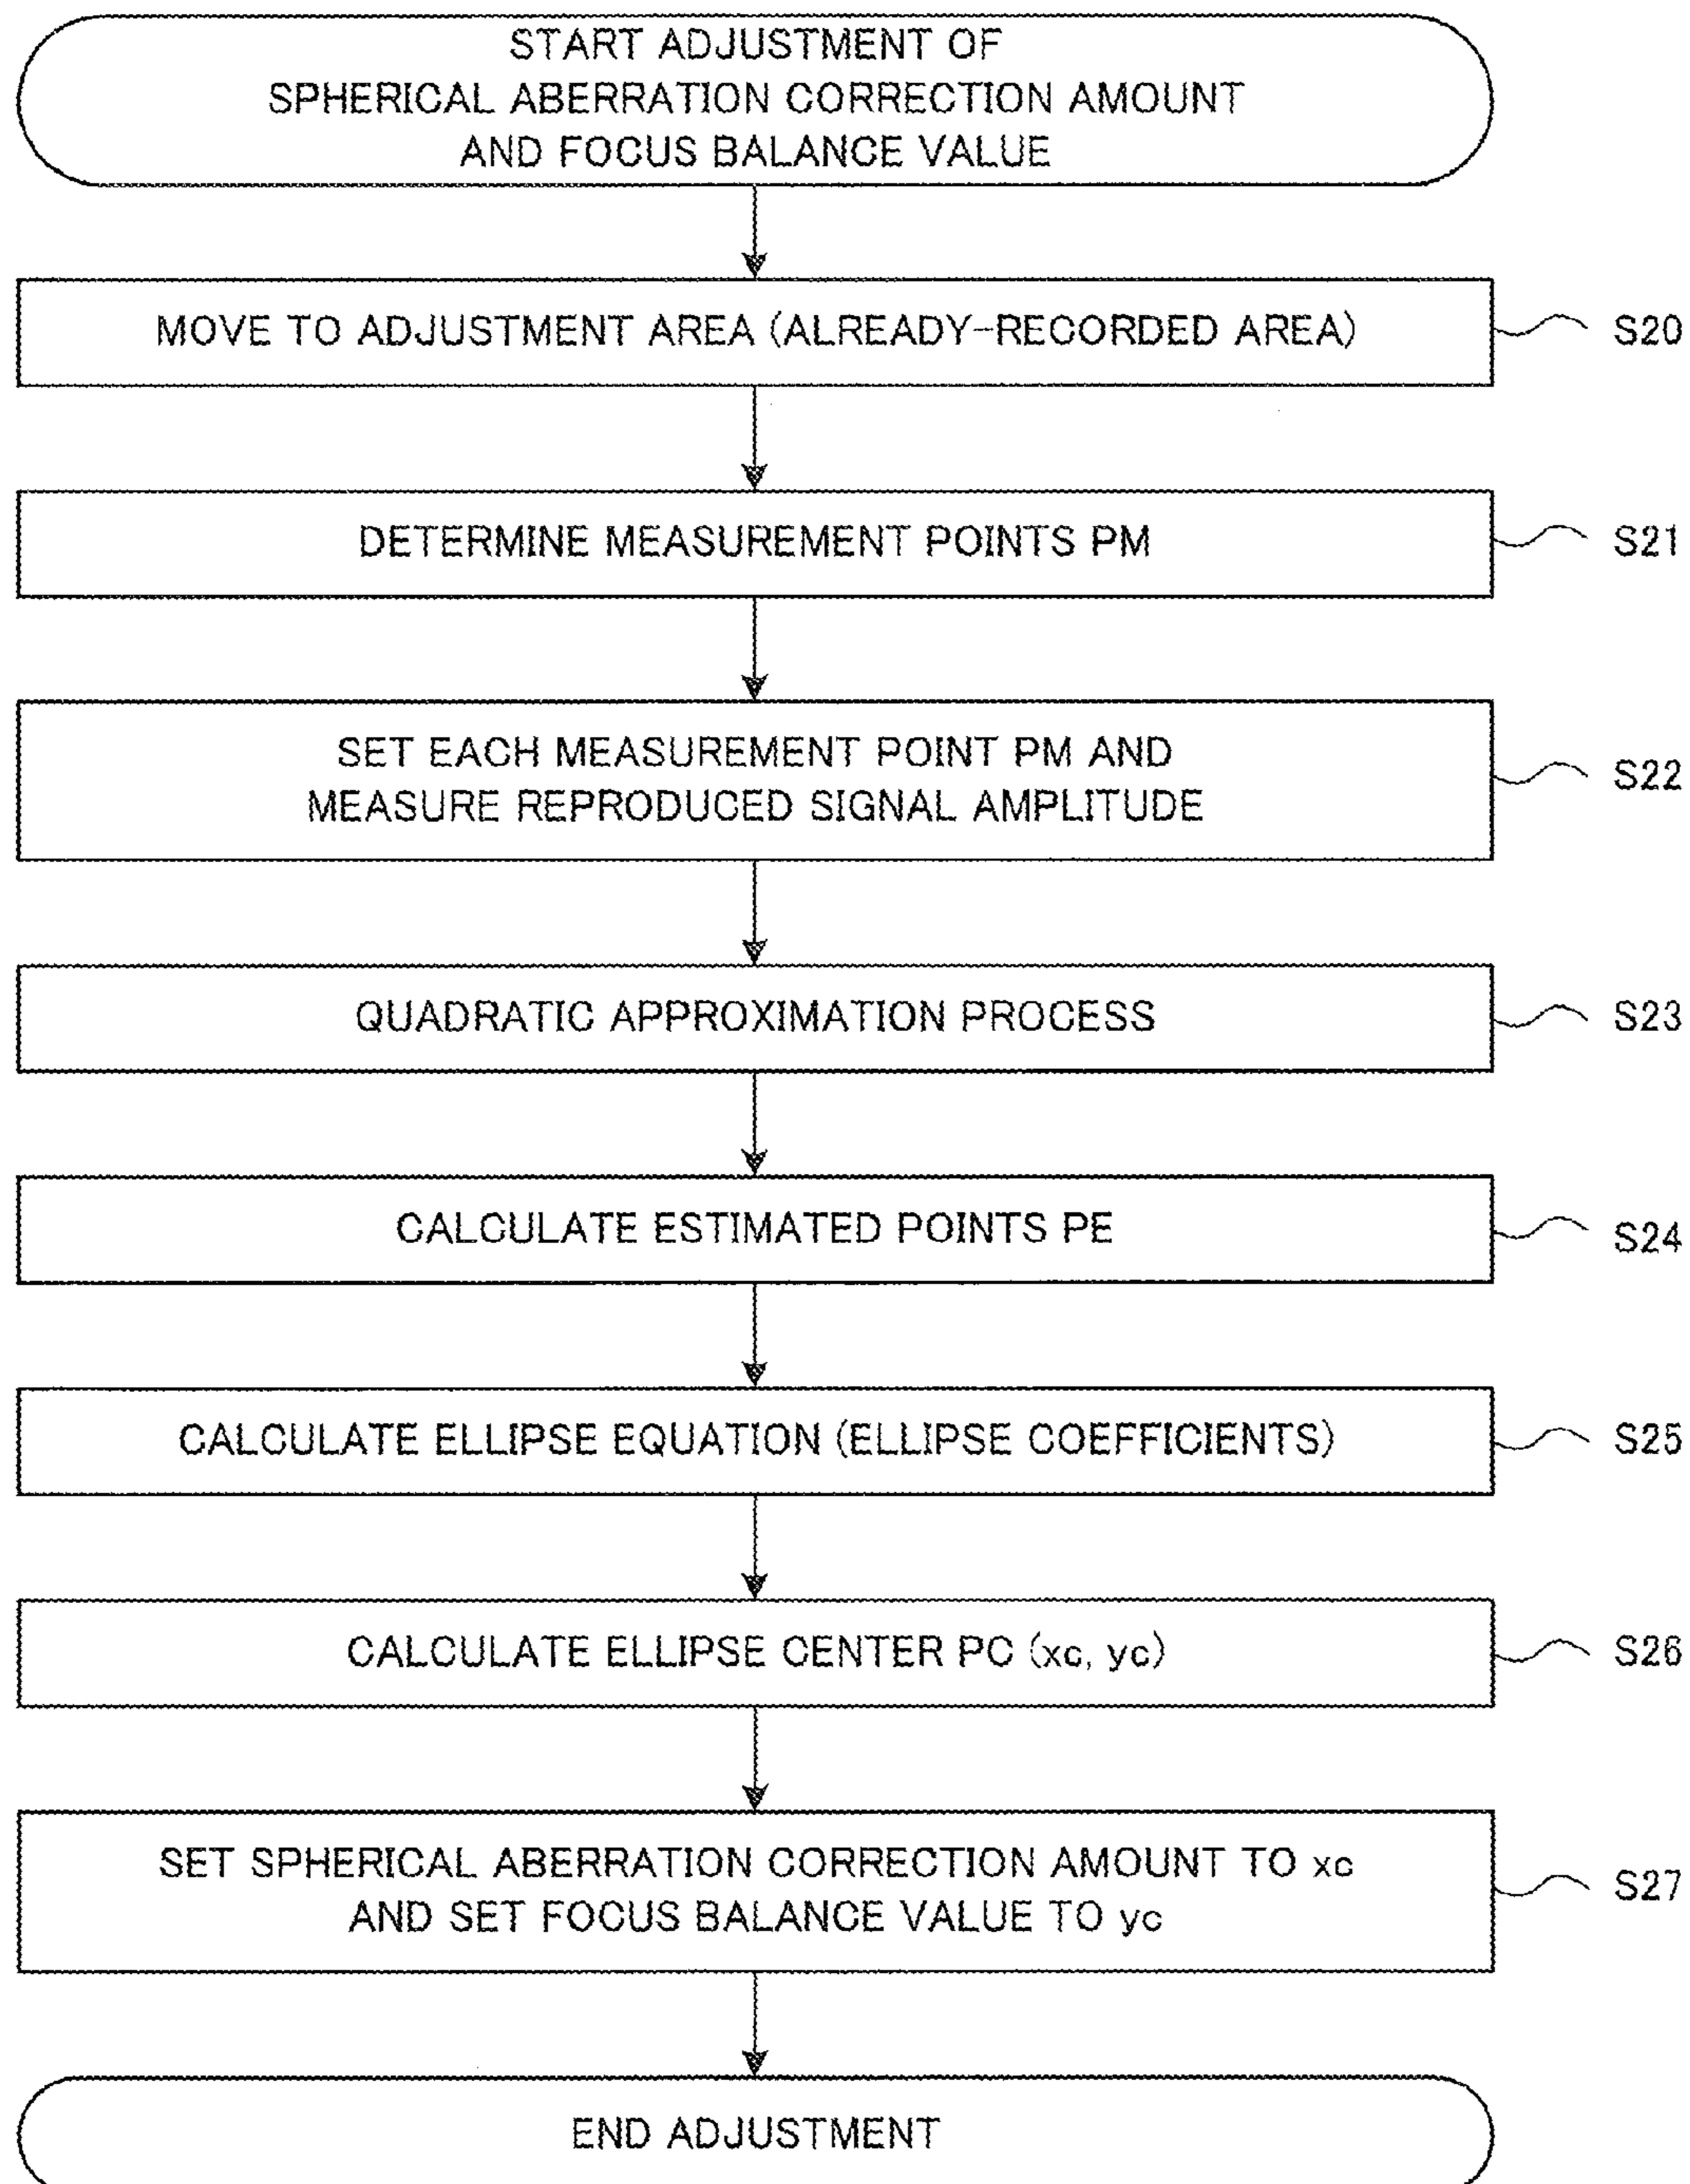 START ADJUSTMENT OF
SPHERICAL ABERRATION CORRECTION AMOUNT
AND FOCUS BALANCE VALUE
MOVE TO ADJUSTMENT AREA (ALREADY-RECORDED AREA)
S20
DETERMINE MEASUREMENT POINTS PM
S21
SET EACH MEASUREMENT POINT PM AND
MEASURE REPRODUCED SIGNAL AMPLITUDE
S22
QUADRATIC APPROXIMATION PROCESS
S23
CALCULATE ESTIMATED POINTS PE
S24
CALCULATE ELLIPSE EQUATION (ELLIPSE COEFFICIENTS)
S25
CALCULATE ELLIPSE CENTER PC (xc, yc)
S26
SET SPHERICAL ABERRATION CORRECTION AMOUNT TO xc
AND SET FOCUS BALANCE VALUE TO yc
S27
END ADJUSTMENT